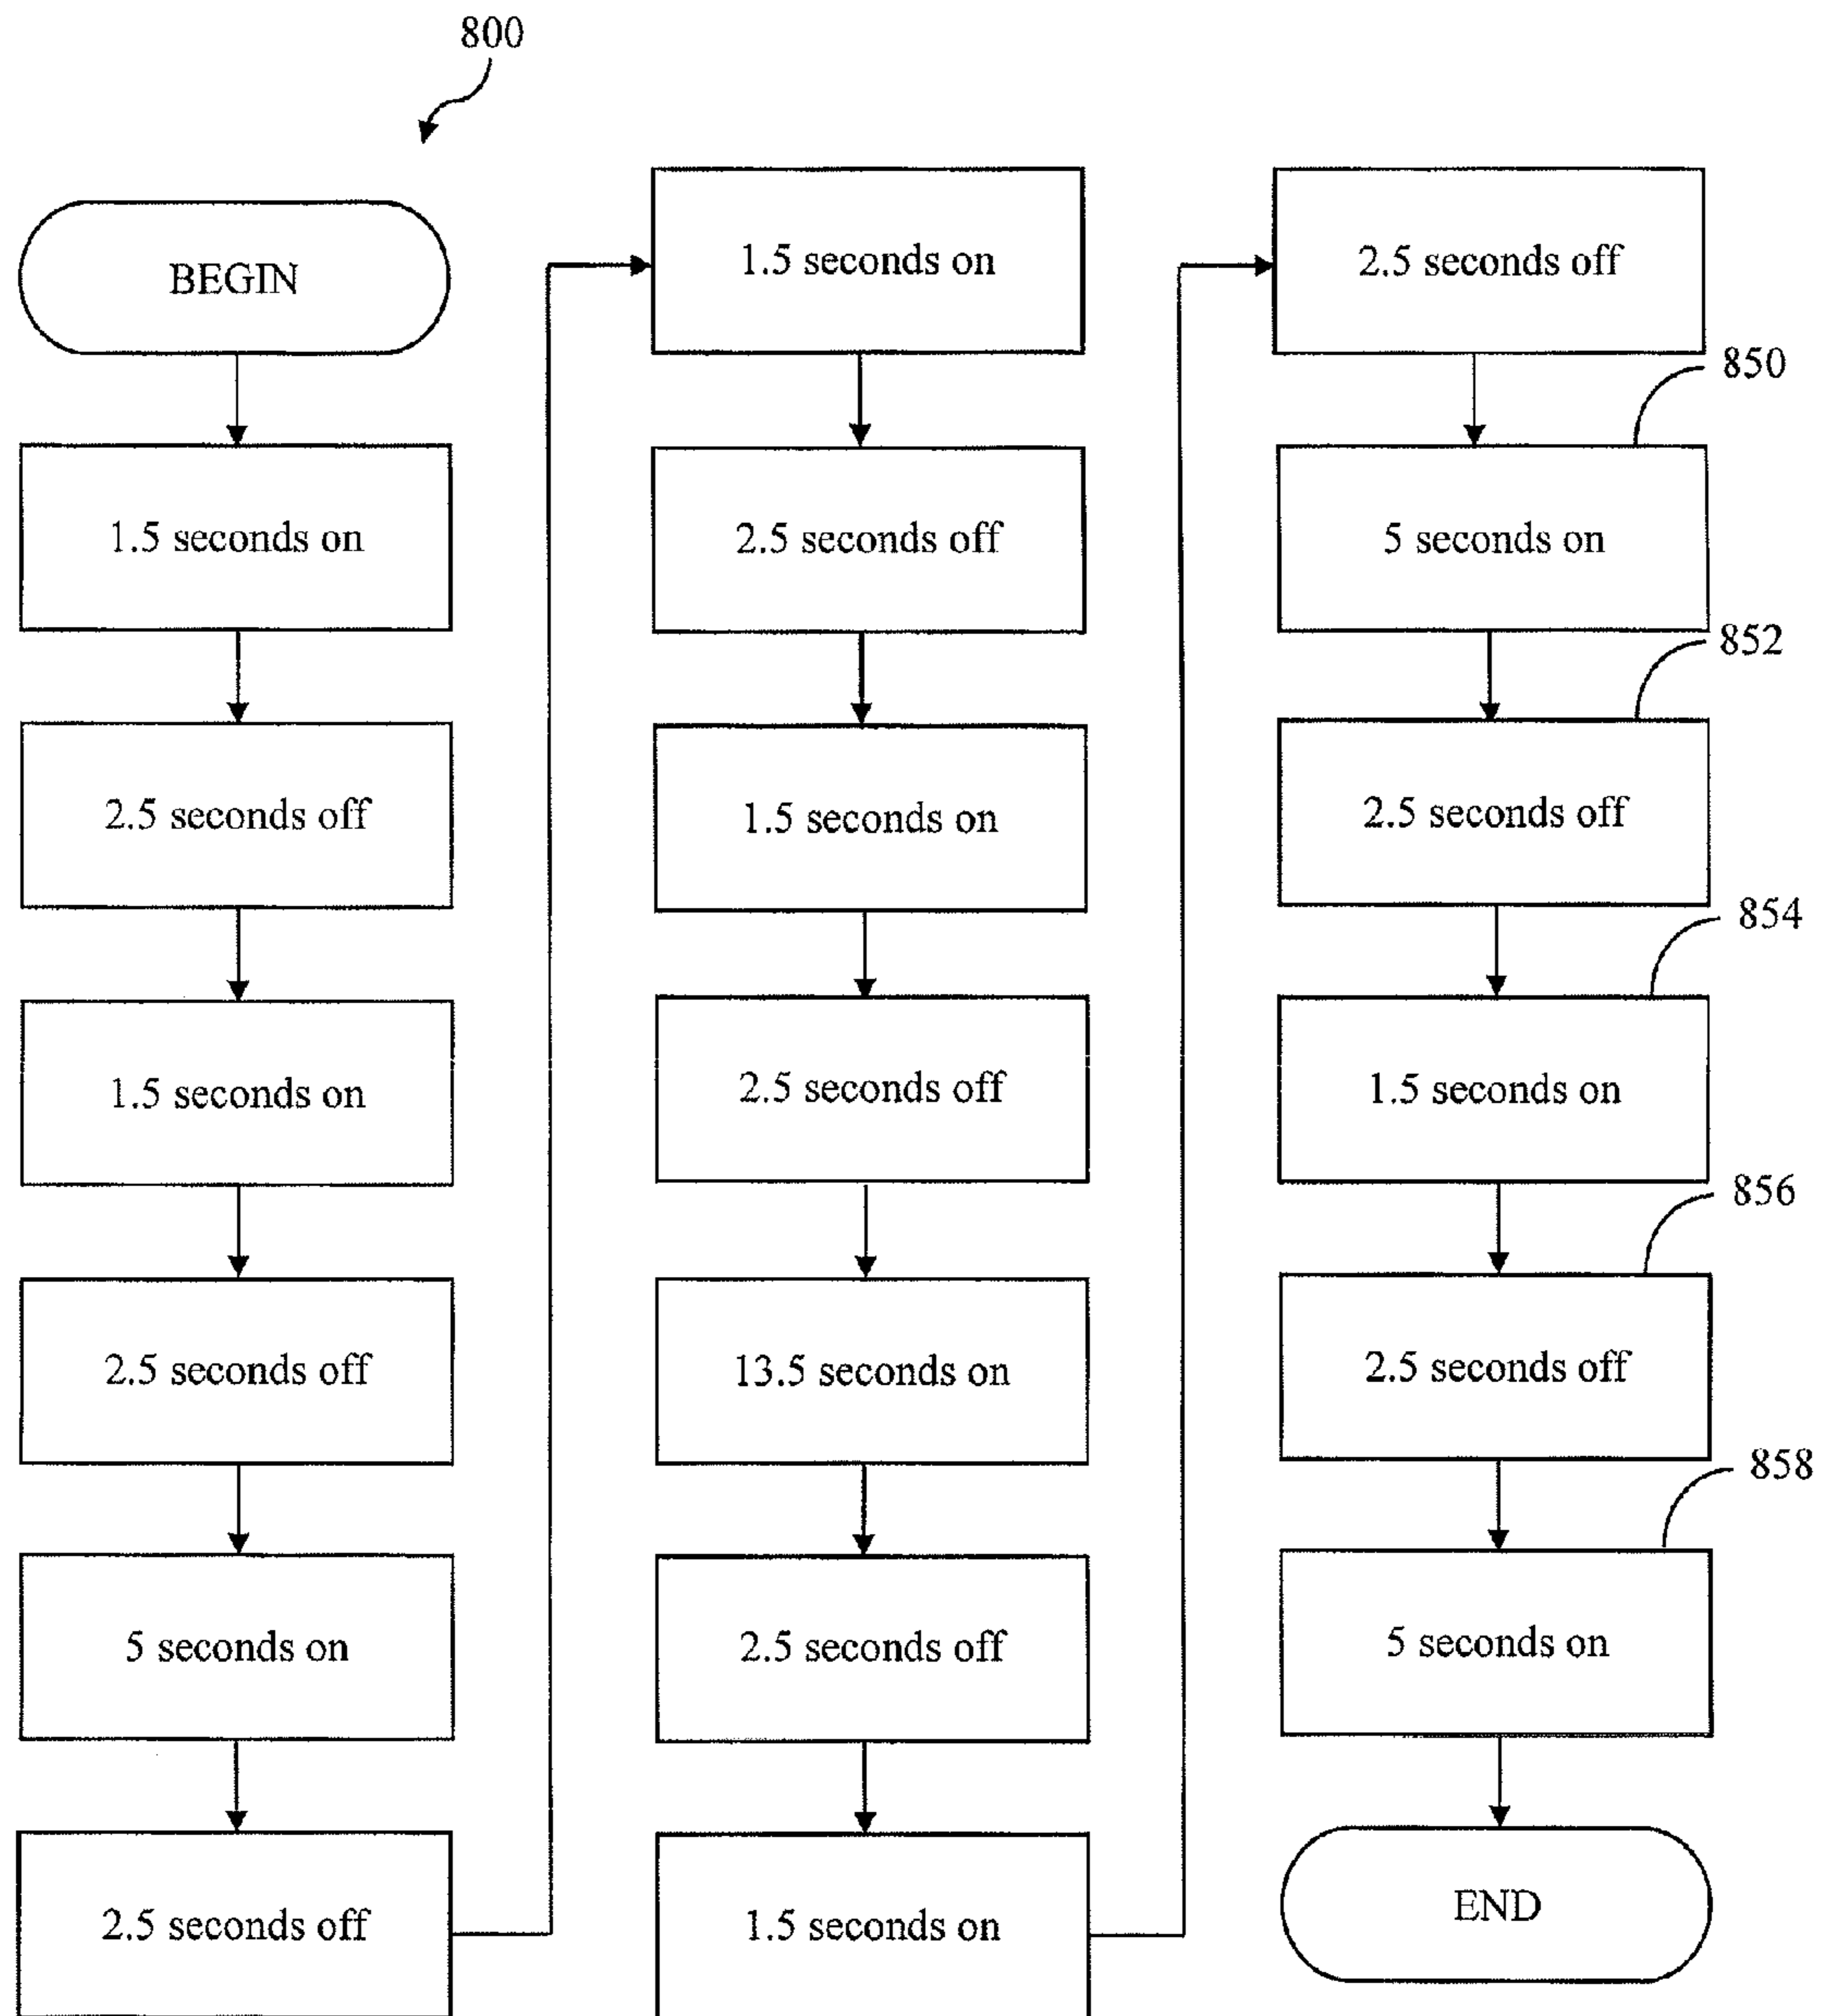 800
BEGIN
1.5 seconds on
2.5 seconds off
1.5 seconds on
2.5 seconds off
5 seconds on
2.5 seconds off
1.5 seconds on
2.5 seconds off
1.5 seconds on
2.5 seconds off
13.5 seconds on
2.5 seconds off
1.5 seconds on
2.5 seconds off
850
5 seconds on
852
2.5 seconds off
854
1.5 seconds on
856
2.5 seconds off
858
5 seconds on
END